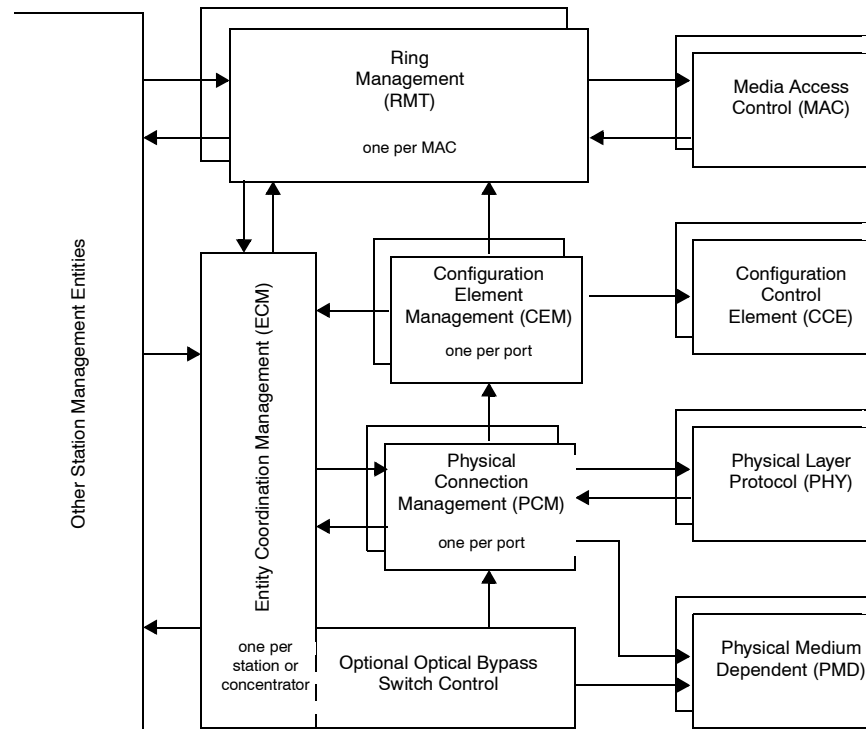 Ring
Management
(RMT)
one per MAC
Media Access
Control (MAC)
Other Station Management Entities
Entity Coordination Management (ECM)
one per
station or
concentrator
Configuration
Element
Management (CEM)
one per port
Configuration
Control
Element (CCE)
Physical
Connection
Management (PCM)
one per port
Physical Layer
Protocol (PHY)
Optional Optical Bypass
Switch Control
Physical Medium
Dependent (PMD)